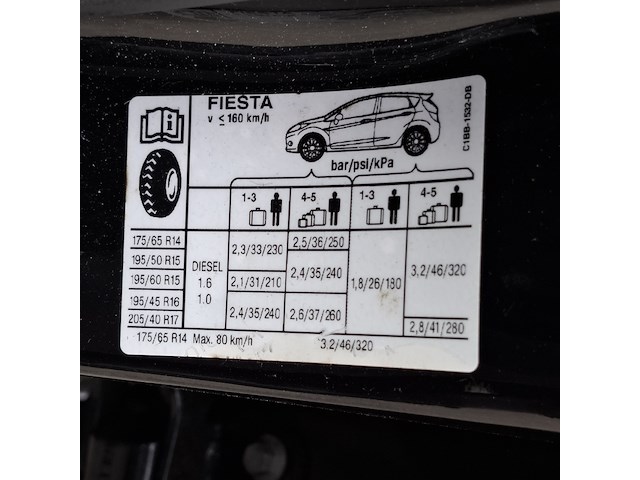 FIESTA
v ≤ 160 km/h
C1BB-1532-DB
bar/psi/kPa
1-3 4-5 1-3 4-5
175/65 R14 2,5/36/250
195/50 R15 2,3/33/230
DIESEL 2,4/35/240 3,2/46/320
195/60 R15 1.6 2,1/31/210 1,8/26/180
195/45 R16 1.0
2,4/35/240 2,6/37/260
205/40 R17 2,8/41/280
175/65 R14 Max. 80 km/h 3.2/46/320